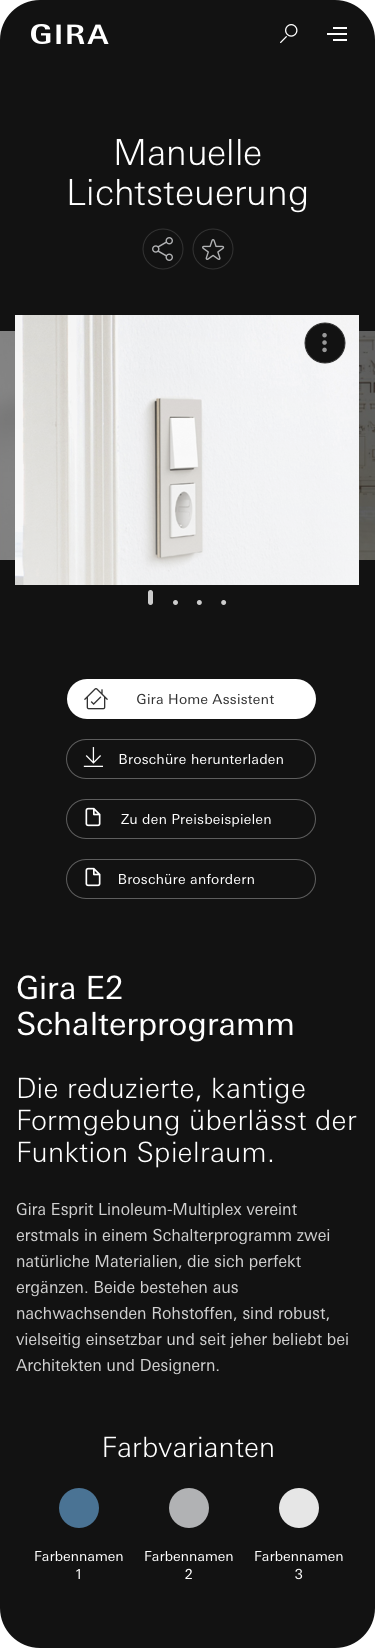 GIRA
Manuelle
Lichtsteuerung
Gira Home Assistent
Broschüre herunterladen
Zu den Preisbeispielen
Broschüre anfordern
Gira E2
Schalterprogramm
Die reduzierte, kantige
Formgebung überlässt der
Funktion Spielraum.
Gira Esprit Linoleum-Multiplex vereint
erstmals in einem Schalterprogramm zwei
natürliche Materialien, die sich perfekt
ergänzen. Beide bestehen aus
nachwachsenden Rohstoffen, sind robust,
vielseitig einsetzbar und seit jeher beliebt bei
Architekten und Designern.
Farbvarianten
Farbennamen
1
Farbennamen
2
Farbennamen
3